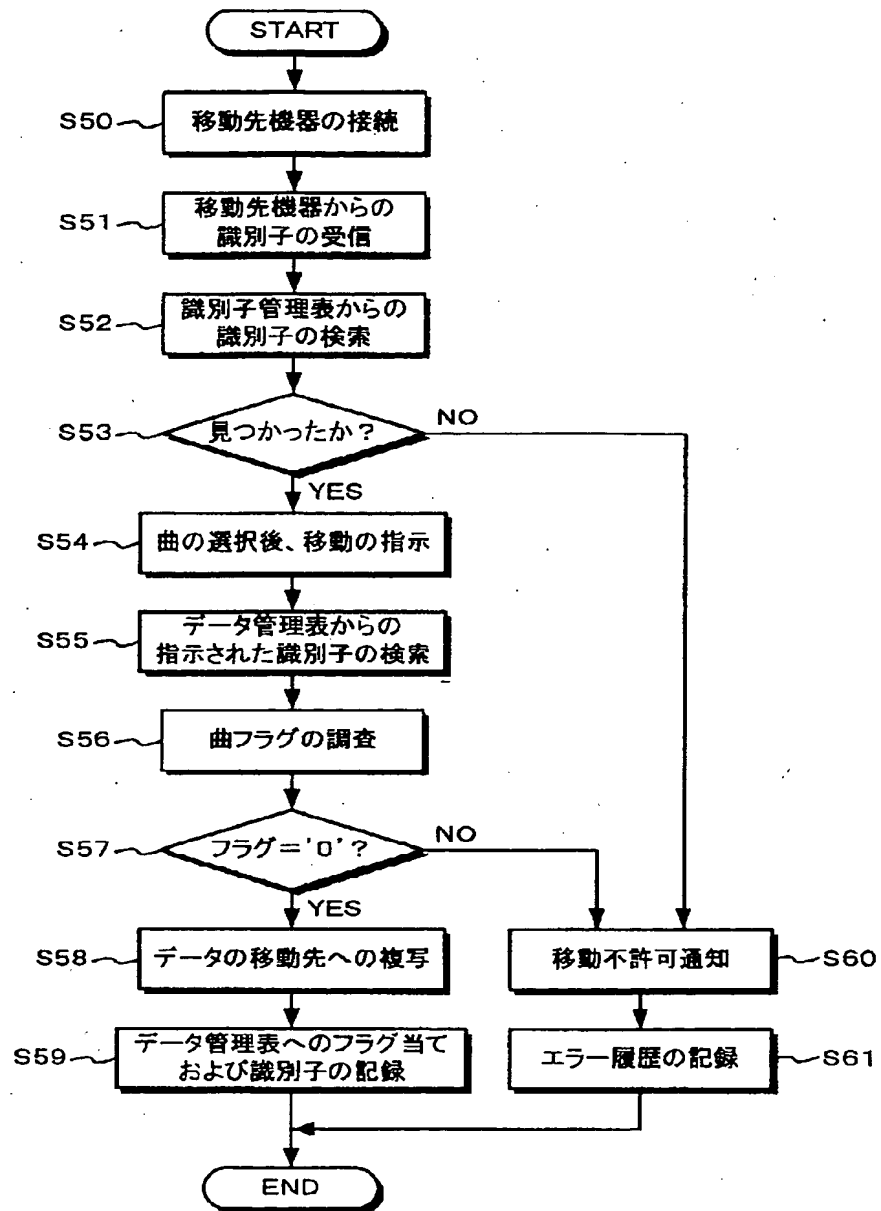 START
S50
移動先機器の接続
S51
移動先機器からの
識別子の受信
S52
識別子管理表からの
識別子の検索
S53
見つかったか？
NO
YES
S54
曲の選択後、移動の指示
S55
データ管理表からの
指示された識別子の検索
S56
曲フラグの調査
S57
フラグ＝'0'？
NO
YES
S58
データの移動先への複写
移動不許可通知
S60
S59
データ管理表へのフラグ当て
および識別子の記録
エラー履歴の記録
S61
END